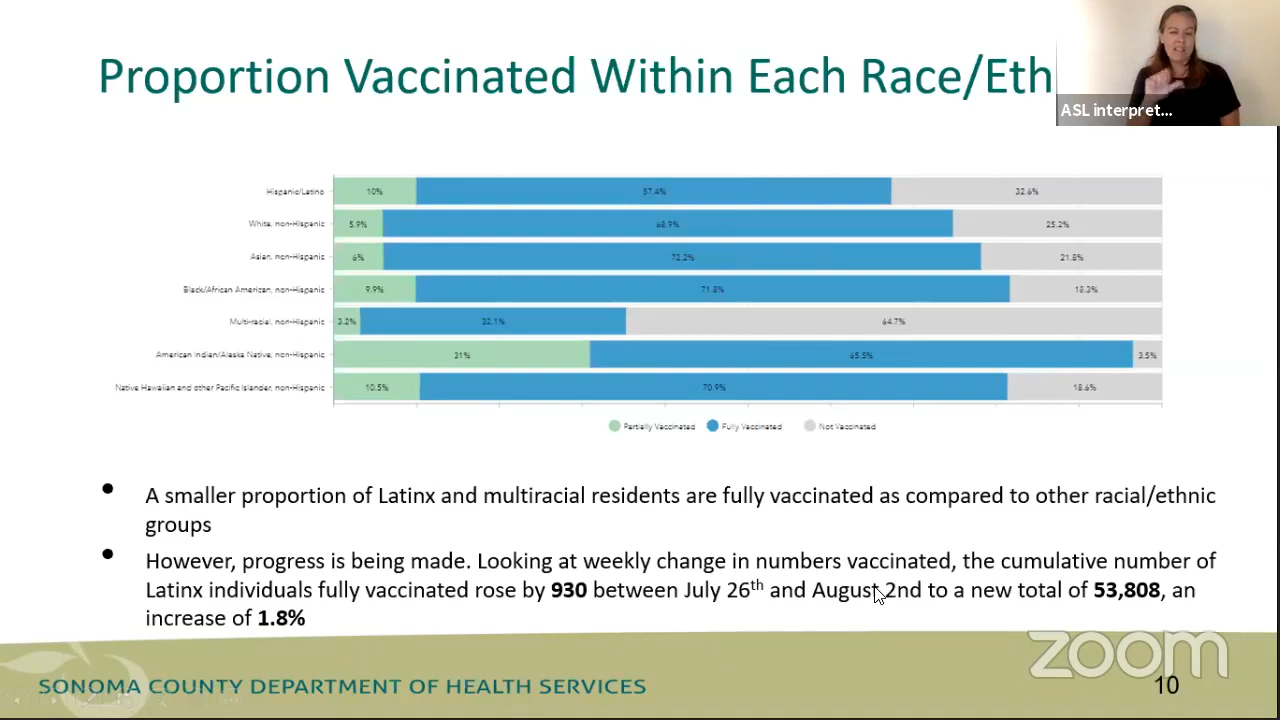 Proportion Vaccinated Within Each Race/Eth
ASL interpret...
Hispanic/Latino 10% 57.4% 32.6%
White, non-Hispanic 5.9% 68.9% 25.2%
Asian, non-Hispanic 6% 72.2% 21.8%
Black/African American, non-Hispanic 9.9% 71.8% 18.3%
Multi-racial, non-Hispanic 3.2% 32.1% 64.7%
American Indian/Alaska Native, non-Hispanic 31% 65.5% 3.5%
Native Hawaiian and other Pacific Islander, non-Hispanic 10.5% 70.9% 18.6%
Partially Vaccinated Fully Vaccinated Not Vaccinated
• A smaller proportion of Latinx and multiracial residents are fully vaccinated as compared to other racial/ethnic
groups
• However, progress is being made. Looking at weekly change in numbers vaccinated, the cumulative number of
Latinx individuals fully vaccinated rose by 930 between July 26th and August 2nd to a new total of 53,808, an
increase of 1.8%
zoom
SONOMA COUNTY DEPARTMENT OF HEALTH SERVICES
10